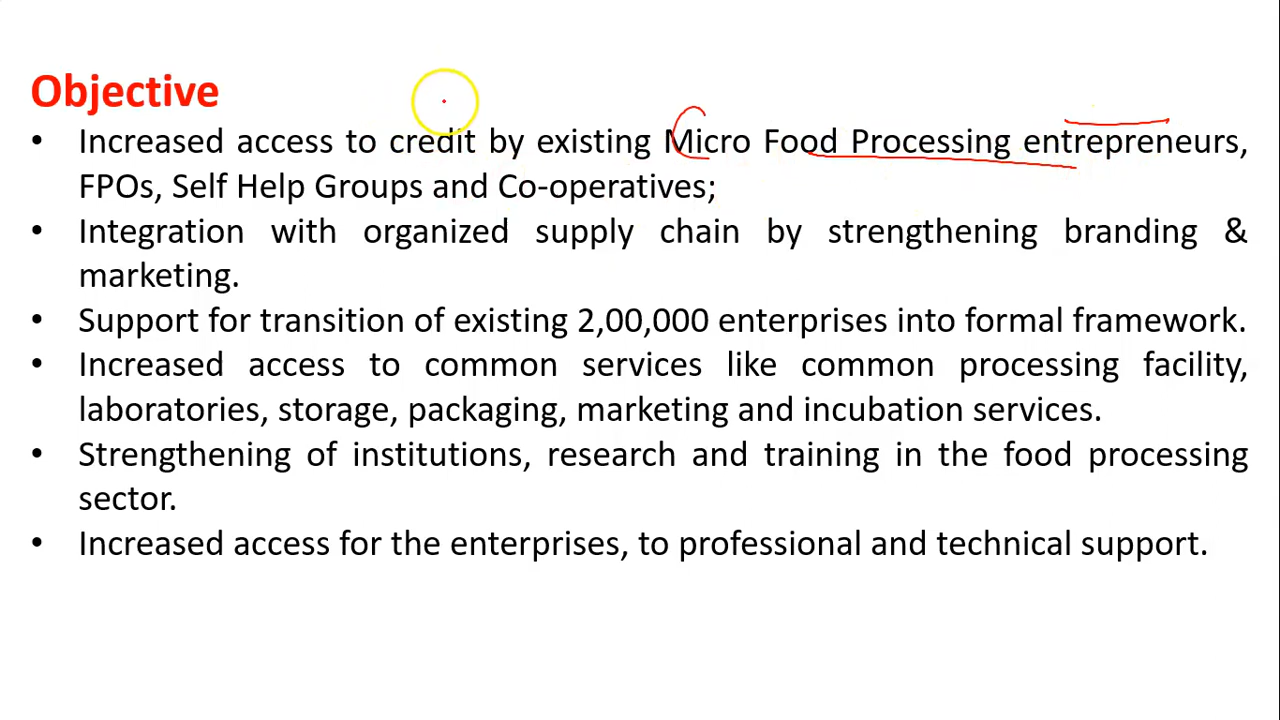 Objective
• Increased access to credit by existing Micro Food Processing entrepreneurs,
FPOs, Self Help Groups and Co-operatives;
• Integration with organized supply chain by strengthening branding &
marketing.
• Support for transition of existing 2,00,000 enterprises into formal framework.
• Increased access to common services like common processing facility,
laboratories, storage, packaging, marketing and incubation services.
• Strengthening of institutions, research and training in the food processing
sector.
• Increased access for the enterprises, to professional and technical support.